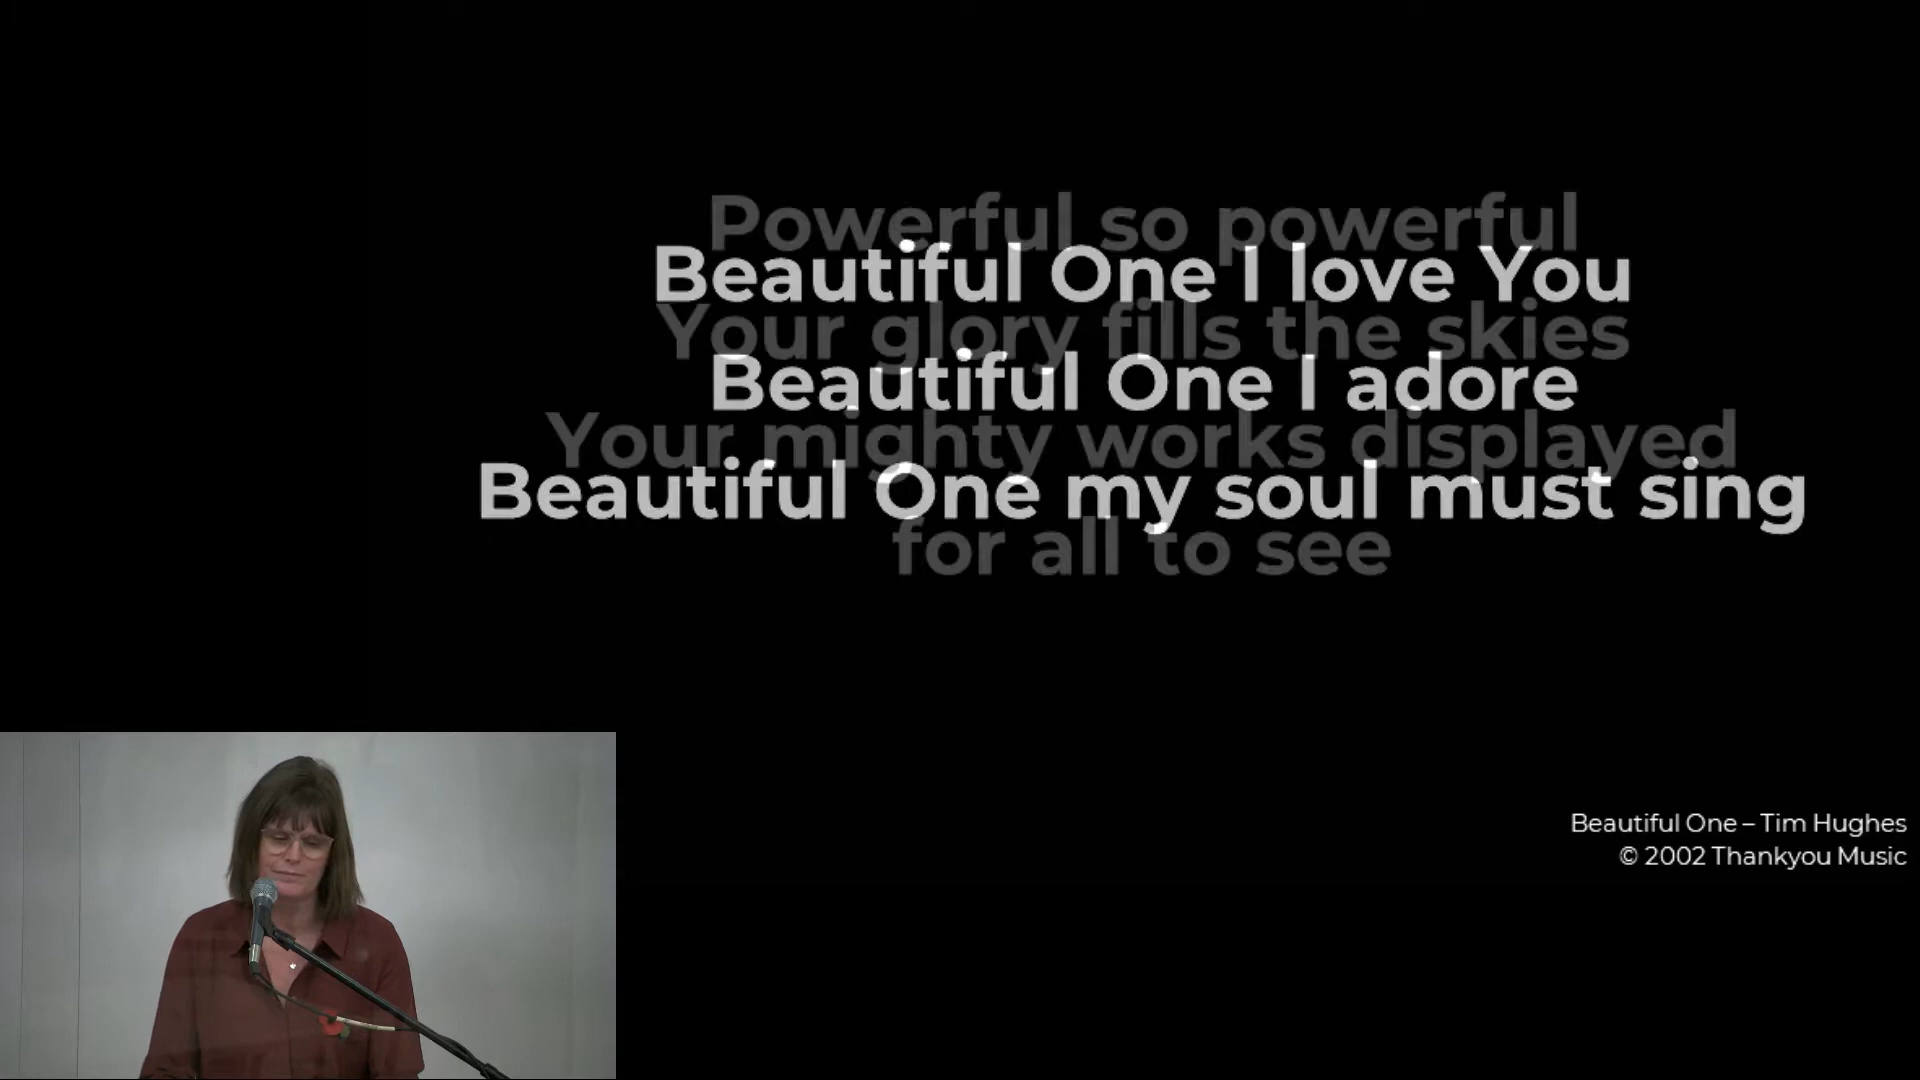 Powerful so powerful
Beautiful One I love You
Your glory fills the skies
Beautiful One I adore
Your mighty works displayed
Beautiful One my soul must sing
for all to see
Beautiful One – Tim Hughes
© 2002 Thankyou Music